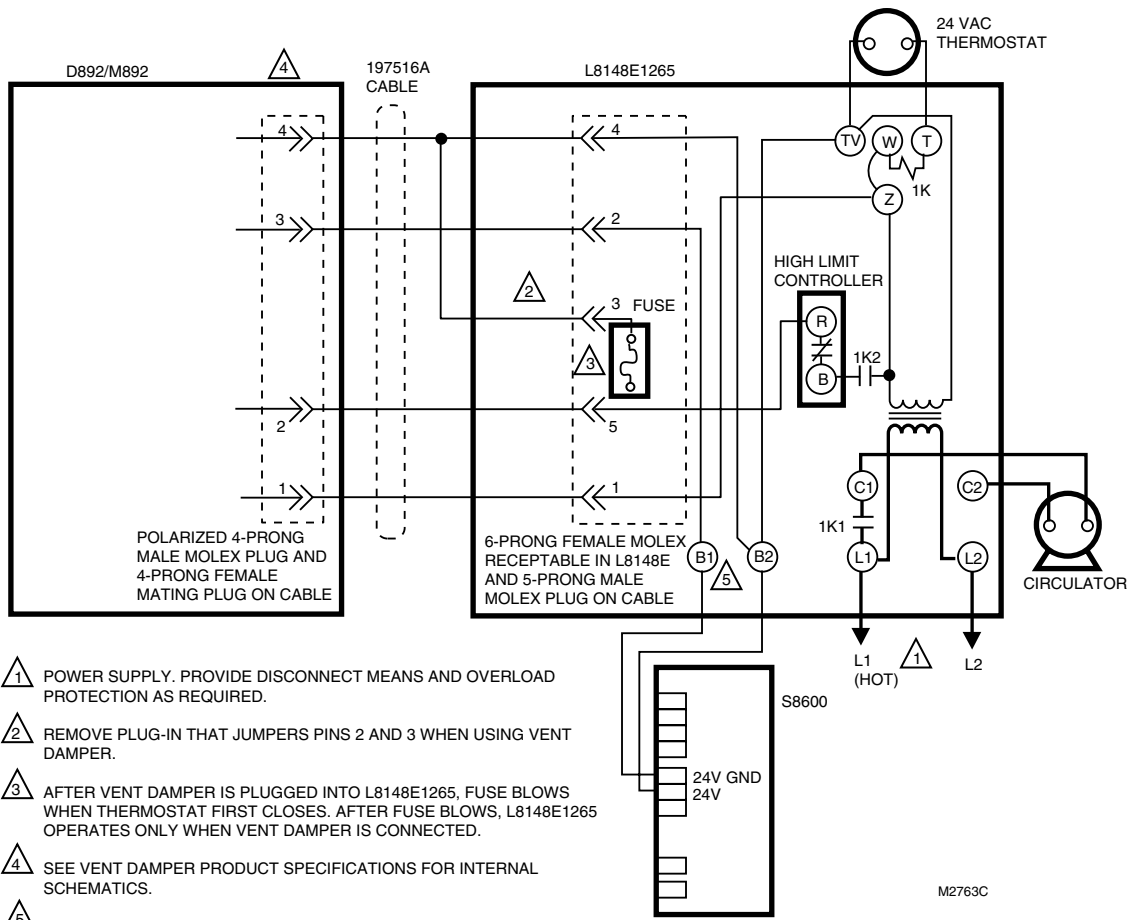 24 VAC
THERMOSTAT
D892/M892
4
197516A
CABLE
L8148E1265
4
4
TV
W
T
1K
Z
3
2
2
3
FUSE
3
HIGH LIMIT
CONTROLLER
R
B
1K2
2
5
1
1
C1
C2
1K1
L1
L2
CIRCULATOR
POLARIZED 4-PRONG
MALE MOLEX PLUG AND
4-PRONG FEMALE
MATING PLUG ON CABLE
6-PRONG FEMALE MOLEX
RECEPTABLE IN L8148E
AND 5-PRONG MALE
MOLEX PLUG ON CABLE
B1
5
B2
L1
(HOT)
1
L2
S8600
24V GND
24V
1 POWER SUPPLY. PROVIDE DISCONNECT MEANS AND OVERLOAD
PROTECTION AS REQUIRED.
2 REMOVE PLUG-IN THAT JUMPERS PINS 2 AND 3 WHEN USING VENT
DAMPER.
3 AFTER VENT DAMPER IS PLUGGED INTO L8148E1265, FUSE BLOWS
WHEN THERMOSTAT FIRST CLOSES. AFTER FUSE BLOWS, L8148E1265
OPERATES ONLY WHEN VENT DAMPER IS CONNECTED.
4 SEE VENT DAMPER PRODUCT SPECIFICATIONS FOR INTERNAL
SCHEMATICS.
5
M2763C